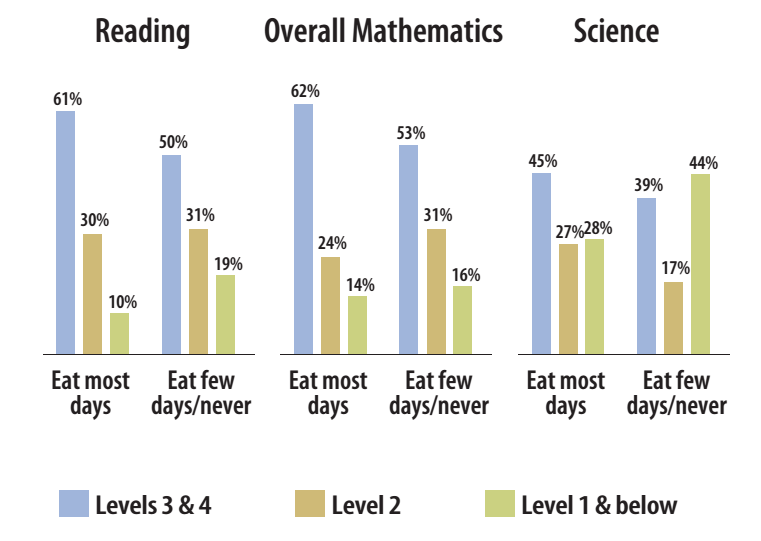 Reading
Overall Mathematics
Science
61%
30%
10%
50%
31%
19%
62%
24%
14%
53%
31%
16%
45%
27%
28%
39%
17%
44%
Eat most
days
Eat few
days/never
Eat most
days
Eat few
days/never
Eat most
days
Eat few
days/never
Levels 3 & 4
Level 2
Level 1 & below